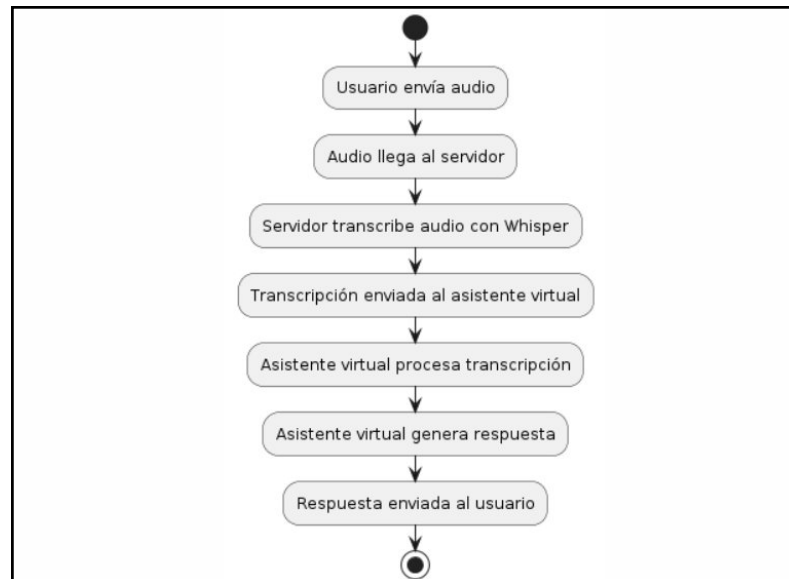 Usuario envía audio
Audio llega al servidor
Servidor transcribe audio con Whisper
Transcripción enviada al asistente virtual
Asistente virtual procesa transcripción
Asistente virtual genera respuesta
Respuesta enviada al usuario